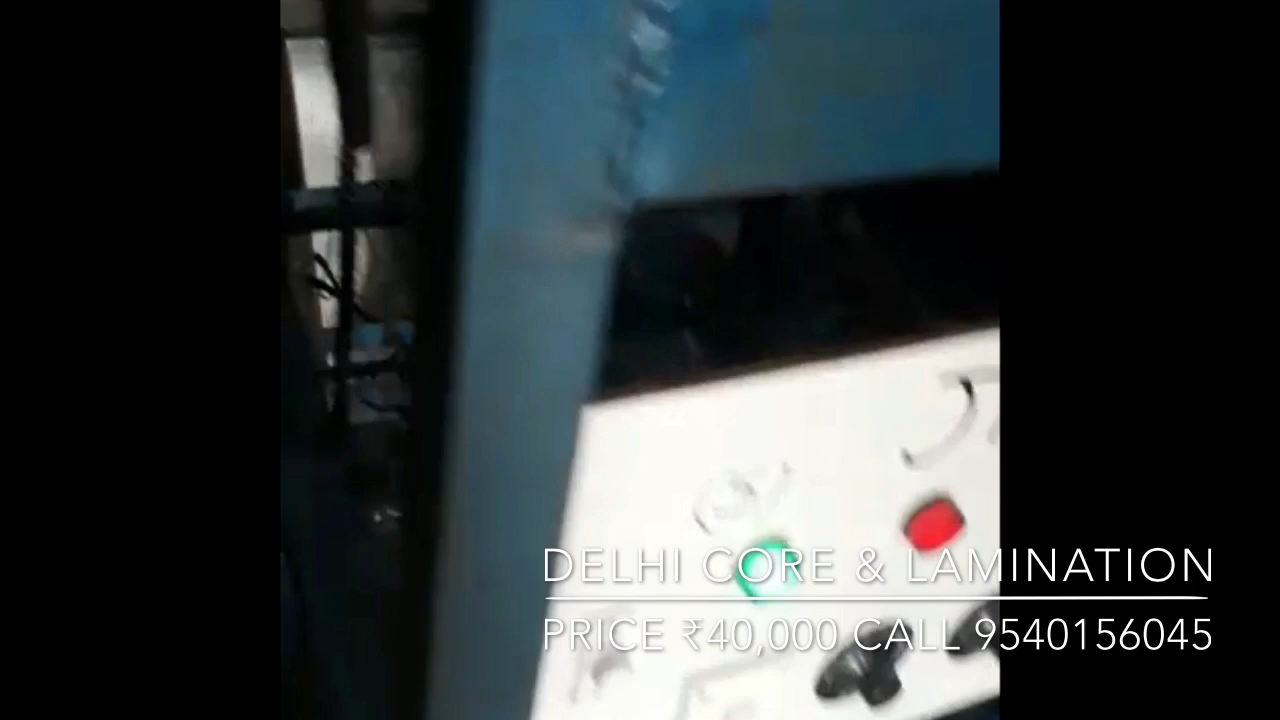 DELHI CORE & LAMINATION
PRICE ₹40,000 CALL 9540156045